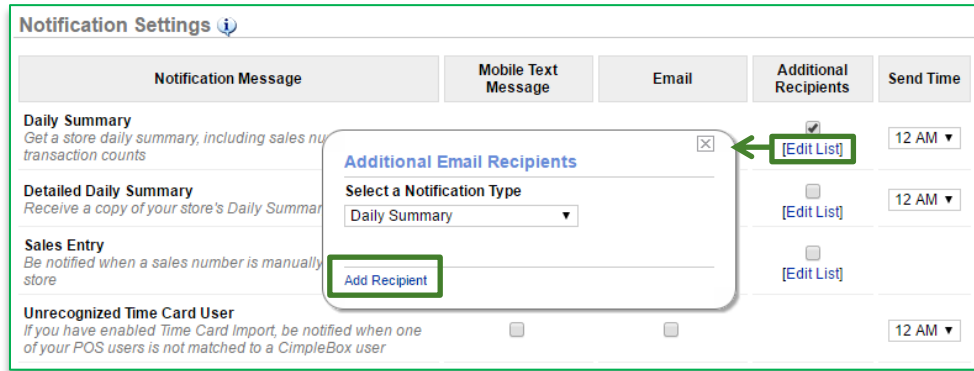 Notification Settings
Notification Message
Mobile Text
Message
Email
Additional
Recipients
Send Time
Daily Summary
Get a store daily summary, including sales nu
transaction counts
[Edit List]
12 AM
Additional Email Recipients
Select a Notification Type
Daily Summary
Add Recipient
Detailed Daily Summary
Receive a copy of your store's Daily Summar
[Edit List]
12 AM
Sales Entry
Be notified when a sales number is manually
store
[Edit List]
Unrecognized Time Card User
If you have enabled Time Card Import, be notified when one
of your POS users is not matched to a CimpleBox user
12 AM